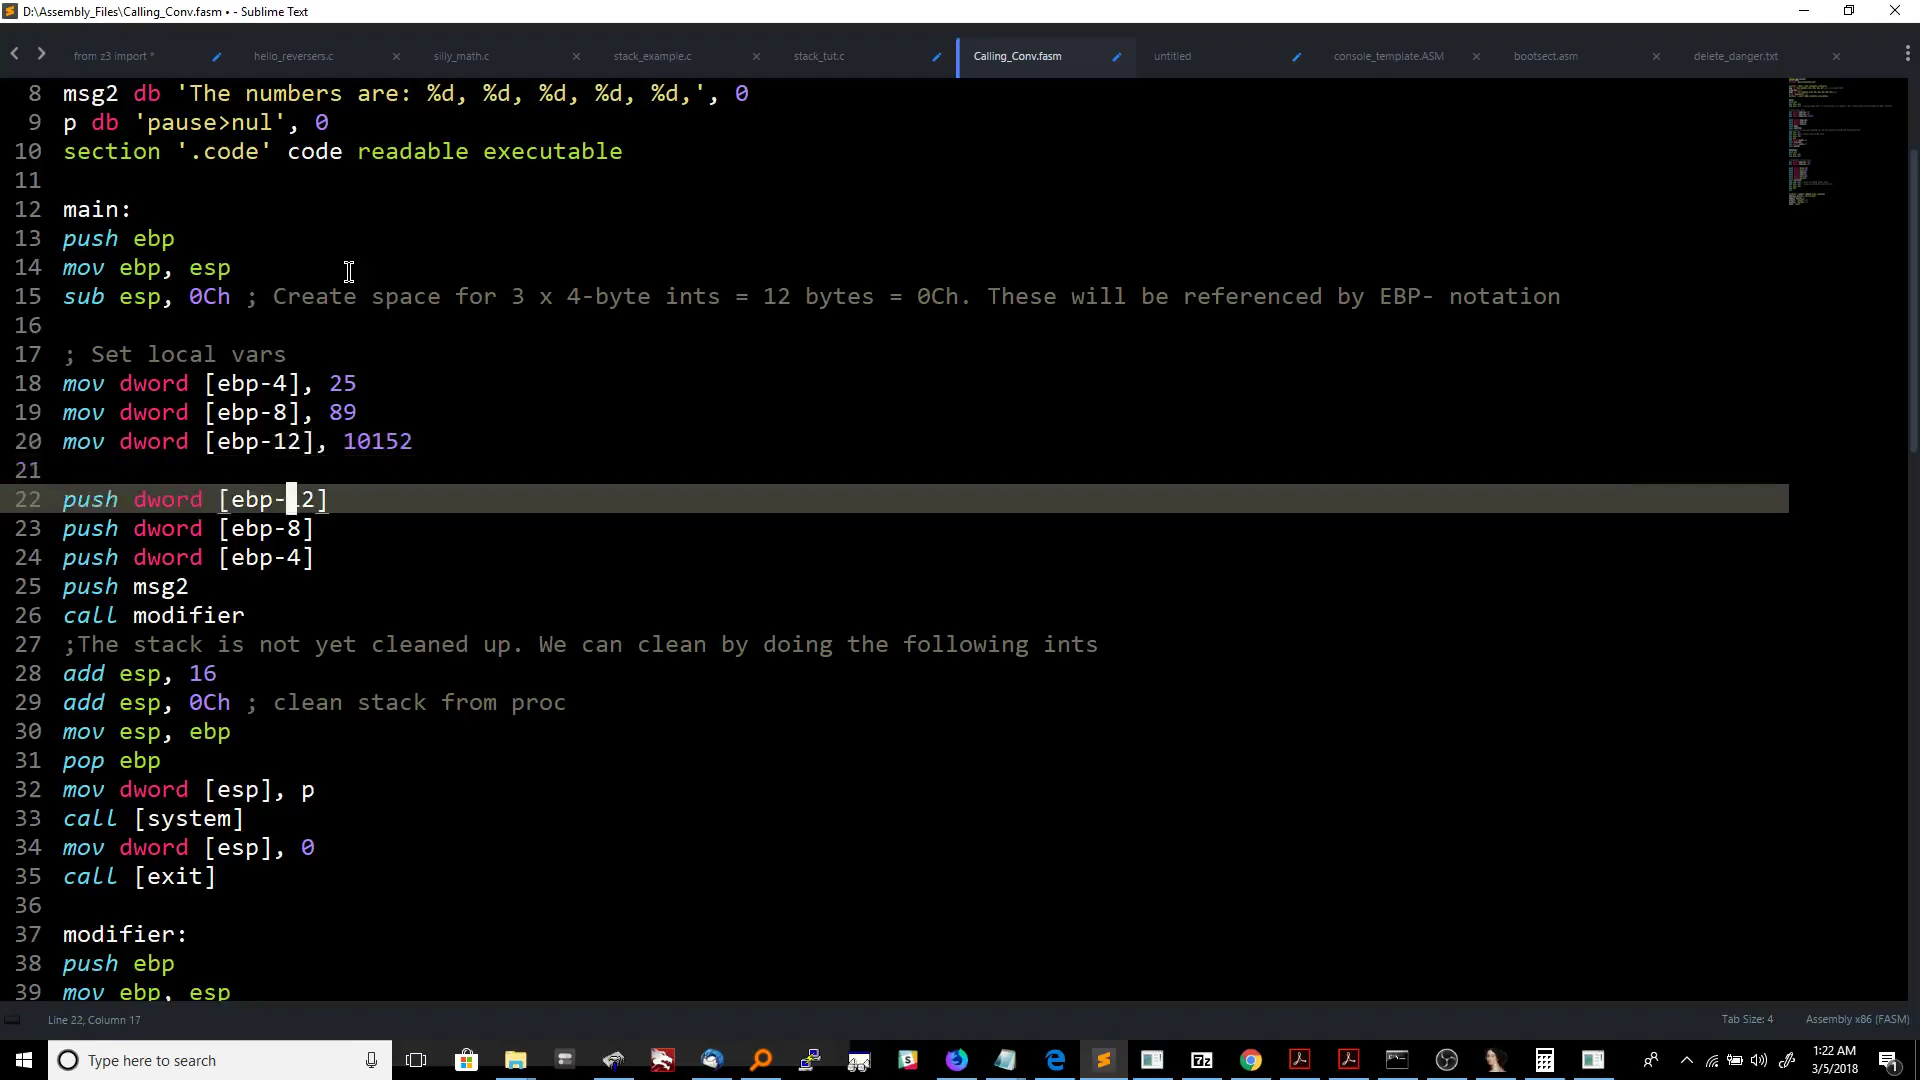 D:\Assembly_Files\Calling_Conv.fasm • - Sublime Text
from z3 import * hello_reversers.c silly_math.c stack_example.c stack_tut.c Calling_Conv.fasm untitled console_template.ASM bootsect.asm delete_danger.txt
8 msg2 db 'The numbers are: %d, %d, %d, %d, %d,', 0
9 p db 'pause>nul', 0
10 section '.code' code readable executable
11
12 main:
13 push ebp
14 mov ebp, esp
15 sub esp, 0Ch ; Create space for 3 x 4-byte ints = 12 bytes = 0Ch. These will be referenced by EBP- notation
16
17 ; Set local vars
18 mov dword [ebp-4], 25
19 mov dword [ebp-8], 89
20 mov dword [ebp-12], 10152
21
22 push dword [ebp-12]
23 push dword [ebp-8]
24 push dword [ebp-4]
25 push msg2
26 call modifier
27 ;The stack is not yet cleaned up. We can clean by doing the following ints
28 add esp, 16
29 add esp, 0Ch ; clean stack from proc
30 mov esp, ebp
31 pop ebp
32 mov dword [esp], p
33 call [system]
34 mov dword [esp], 0
35 call [exit]
36
37 modifier:
38 push ebp
39 mov ebp, esp
Line 22, Column 17 Tab Size: 4 Assembly x86 (FASM)
Type here to search
7z
1:22 AM
3/5/2018
1